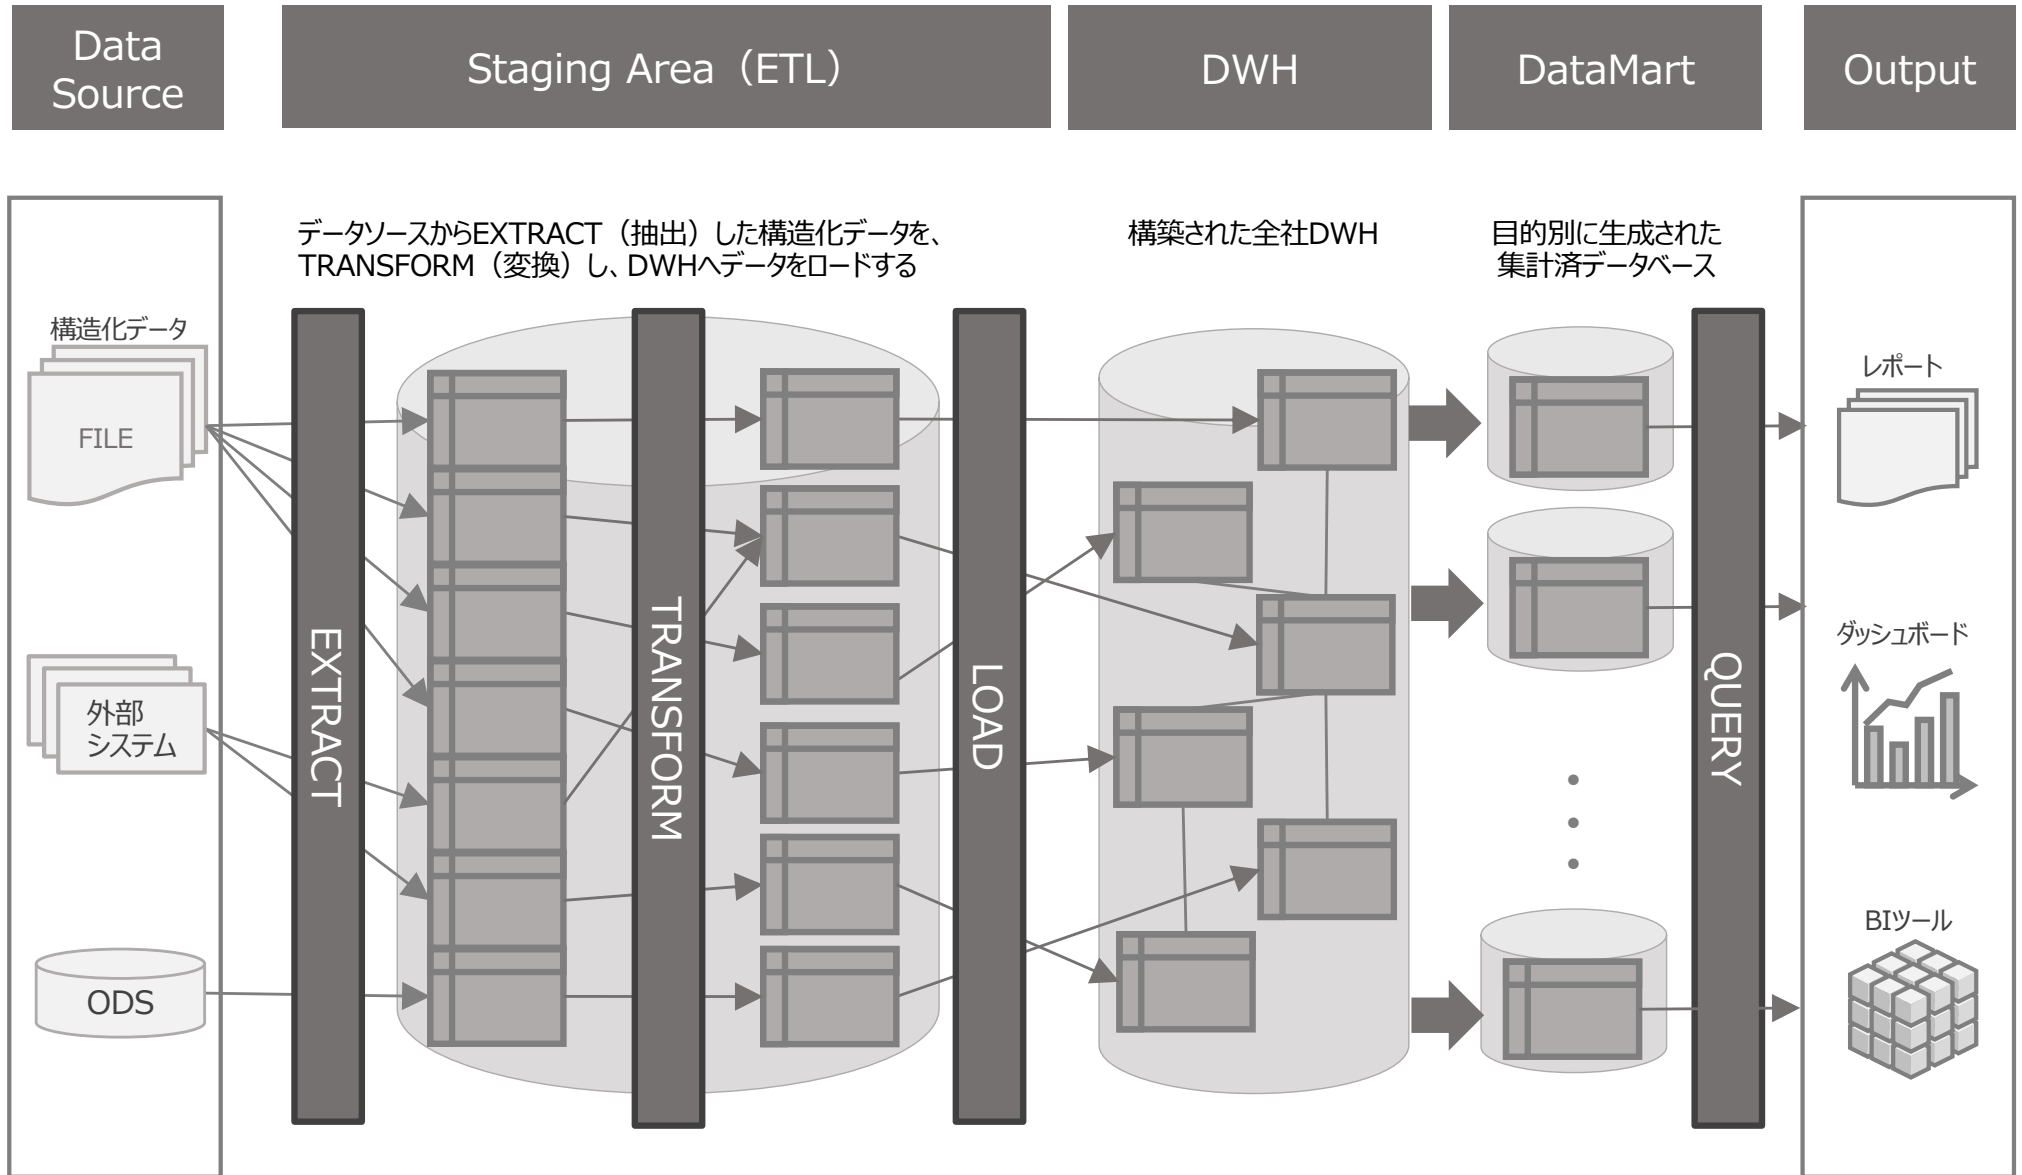 Data
Source
Staging Area（ETL）
DWH
DataMart
Output
データソースからEXTRACT（抽出）した構造化データを、
TRANSFORM（変換）し、DWHへデータをロードする
構築された全社DWH
目的別に生成された
集計済データベース
構造化データ
FILE
外部
システム
ODS
EXTRACT
TRANSFORM
LOAD
QUERY
レポート
ダッシュボード
BIツール